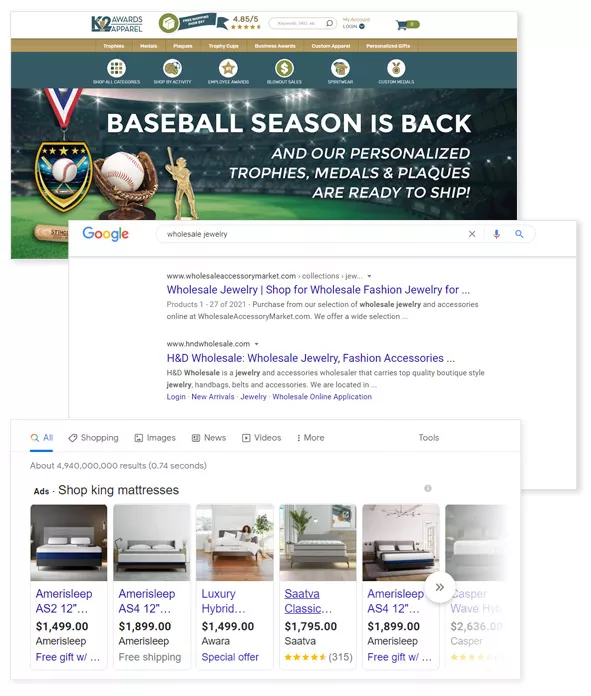 K2 AWARDS
APPAREL
FREE SHIPPING
4.85/5
Keywords, SKU, etc.
My Account
LOGIN
0
Trophies Medals Plaques Trophy Cups Business Awards Custom Apparel Personalized Gifts
SHOP ALL CATEGORIES SHOP BY ACTIVITY EMPLOYEE AWARDS BLOWOUT SALES SPORTSWEAR CUSTOM MEDALS
BASEBALL SEASON IS BACK
AND OUR PERSONALIZED
TROPHIES, MEDALS & PLAQUES
ARE READY TO SHIP!
Google
wholesale jewelry
www.wholesaleaccessorymarket.com › collections › jew...
Wholesale Jewelry | Shop for Wholesale Fashion Jewelry for ...
Products 1 - 27 of 2021 - Purchase from our selection of wholesale jewelry and accessories
online at WholesaleAccessoryMarket.com. We offer a wide selection ...
www.hndwholesale.com
H&D Wholesale: Wholesale Jewelry, Fashion Accessories ...
H&D Wholesale is a jewelry and accessories wholesaler that carries top quality boutique style
jewelry, handbags, belts and accessories. We are located in ...
Login · New Arrivals · Jewelry · Wholesale Online Application
All Shopping Images News Videos More Tools
About 4,940,000,000 results (0.74 seconds)
Ads · Shop king mattresses
Amerisleep AS2 12"...
$1,499.00
Amerisleep
Free gift w/ ...
Amerisleep AS4 12"...
$1,899.00
Amerisleep
Free shipping
Luxury Hybrid...
$1,499.00
Awara
Special offer
Saatva Classic...
$1,795.00
Saatva
(315)
Amerisleep AS4 12"...
$1,899.00
Amerisleep
Free gift w/ ...
Casper Wave Hyb
$2,636.00
Casper